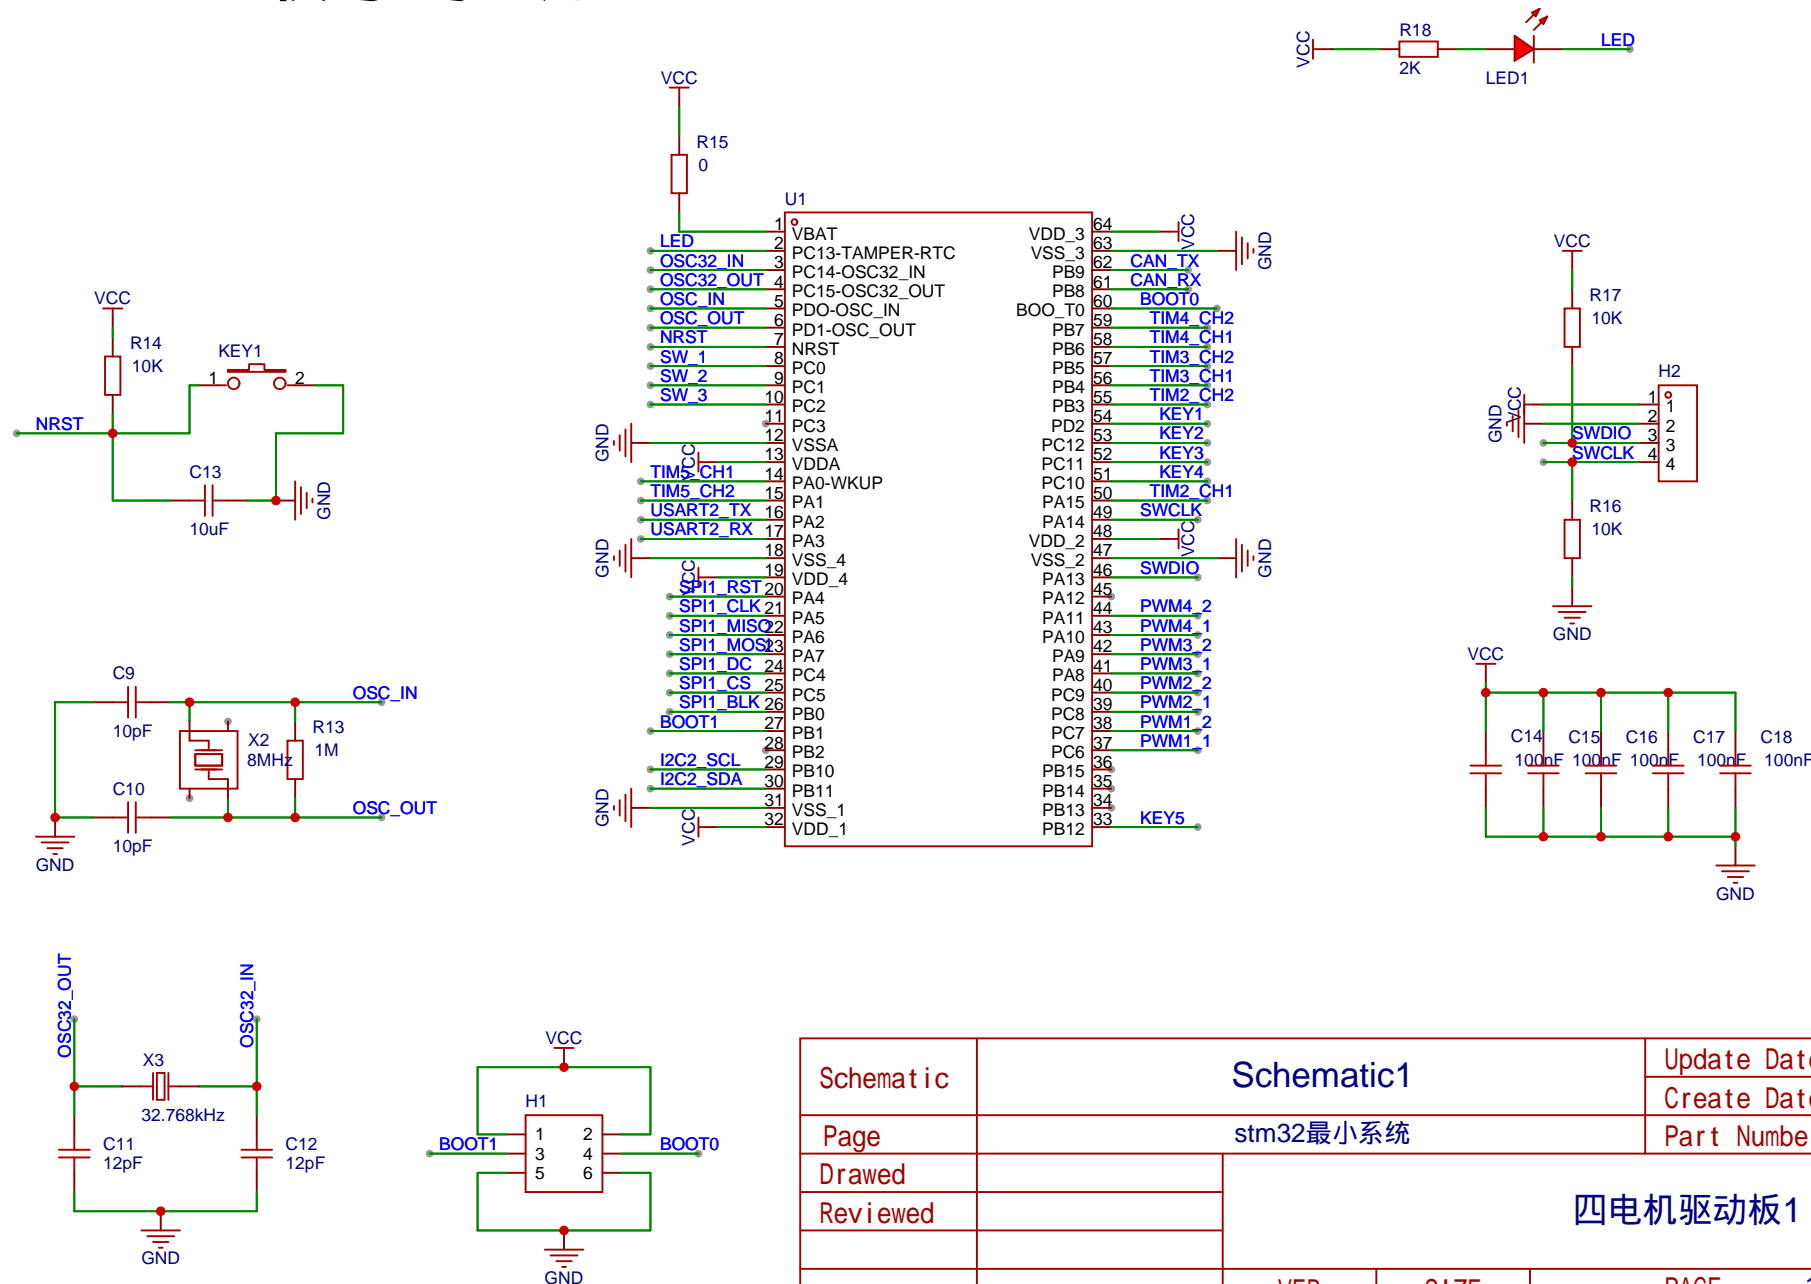 VCC
R18
2K
LED1
LED
VCC
R15
0
U1
1 VBAT
LED 2 PC13-TAMPER-RTC
OSC32_IN 3 PC14-OSC32_IN
OSC32_OUT 4 PC15-OSC32_OUT
OSC_IN 5 PDO-OSC_IN
OSC_OUT 6 PD1-OSC_OUT
NRST 7 NRST
SW_1 8 PC0
SW_2 9 PC1
SW_3 10 PC2
11 PC3
GND 12 VSSA
VCC 13 VDDA
TIM5_CH1 14 PA0-WKUP
TIM5_CH2 15 PA1
USART2_TX 16 PA2
USART2_RX 17 PA3
GND 18 VSS_4
VCC 19 VDD_4
SPI1_RST 20 PA4
SPI1_CLK 21 PA5
SPI1_MISO 22 PA6
SPI1_MOSI 23 PA7
SPI1_DC 24 PC4
SPI1_CS 25 PC5
SPI1_BLK 26 PB0
BOOT1 27 PB1
28 PB2
I2C2_SCL 29 PB10
I2C2_SDA 30 PB11
GND 31 VSS_1
VCC 32 VDD_1
VDD_3 64 VCC
VSS_3 63 GND
PB9 62 CAN_TX
PB8 61 CAN_RX
BOO_T0 60 BOOT0
PB7 59 TIM4_CH2
PB6 58 TIM4_CH1
PB5 57 TIM3_CH2
PB4 56 TIM3_CH1
PB3 55 TIM2_CH2
PD2 54 KEY1
PC12 53 KEY2
PC11 52 KEY3
PC10 51 KEY4
PA15 50 TIM2_CH1
PA14 49 SWCLK
VDD_2 48 VCC
VSS_2 47 GND
PA13 46 SWDIO
PA12 45
PA11 44 PWM4_2
PA10 43 PWM4_1
PA9 42 PWM3_2
PA8 41 PWM3_1
PC9 40 PWM2_2
PC8 39 PWM2_1
PC7 38 PWM1_2
PC6 37 PWM1_1
PB15 36
PB14 35
PB13 34
PB12 33 KEY5
VCC
R14
10K
KEY1
1 2
NRST
C13
10uF
GND
VCC
R17
10K
H2
VCC 1 1
GND 2 2
SWDIO 3 3
SWCLK 4 4
R16
10K
GND
C9
10pF
OSC_IN
X2
8MHz
R13
1M
C10
10pF
OSC_OUT
GND
VCC
C14 C15 C16 C17 C18
100nF 100nF 100nF 100nF 100nF
GND
OSC32_OUT
OSC32_IN
X3
32.768kHz
C11
12pF
C12
12pF
GND
VCC
H1
1 2
BOOT1 3 4 BOOT0
5 6
GND
Schematic Schematic1 Update Date
Create Date
Page stm32最小系统 Part Numbe
Drawed
Reviewed
四电机驱动板1
VER SIZE PAGE